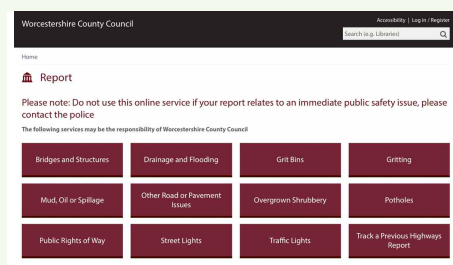 Worcestershire County Council
Accessibility | Log in / Register
Search (e.g. Libraries)
Home
Report
Please note: Do not use this online service if your report relates to an immediate public safety issue, please
contact the police
The following services may be the responsibility of Worcestershire County Council
Bridges and Structures
Drainage and Flooding
Grit Bins
Gritting
Mud, Oil or Spillage
Other Road or Pavement
Issues
Overgrown Shrubbery
Potholes
Public Rights of Way
Street Lights
Traffic Lights
Track a Previous Highways
Report